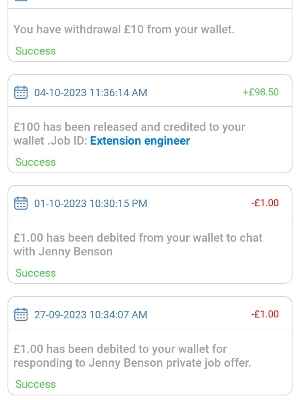 You have withdrawal £10 from your wallet.
Success
04-10-2023 11:36:14 AM
+£98.50
£100 has been released and credited to your
wallet .Job ID: Extension engineer
Success
01-10-2023 10:30:15 PM
-£1.00
£1.00 has been debited from your wallet to chat
with Jenny Benson
Success
27-09-2023 10:34:07 AM
-£1.00
£1.00 has been debited to your wallet for
responding to Jenny Benson private job offer.
Success